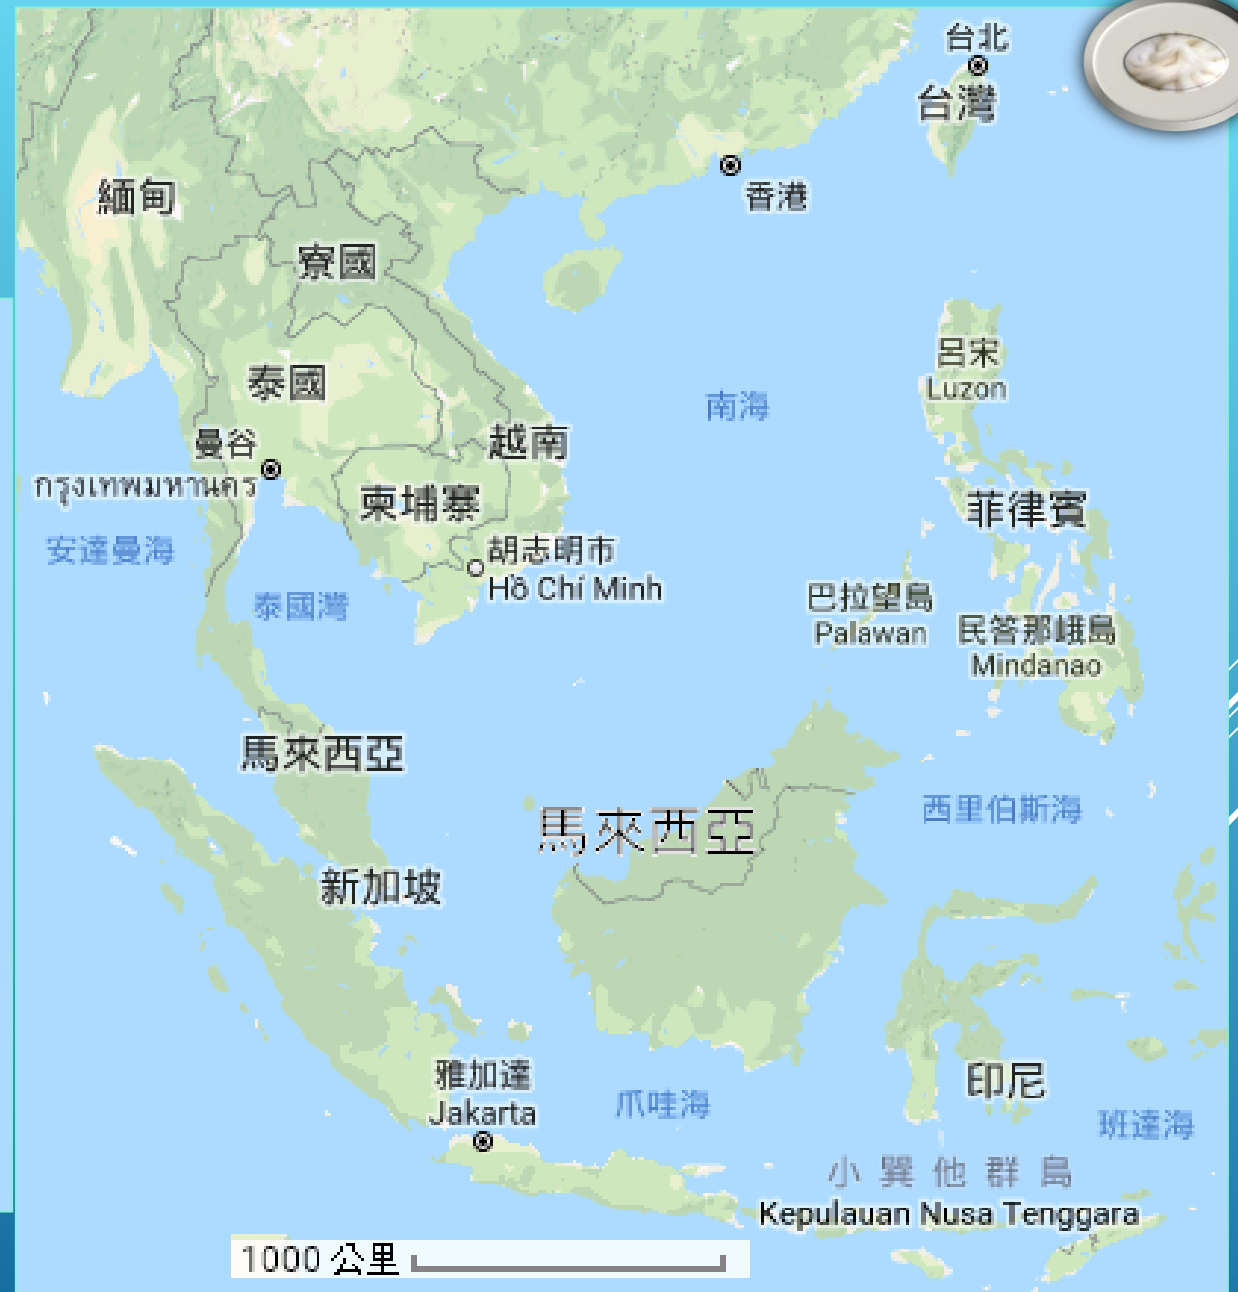 台北
台灣
香港
緬甸
寮國
呂宋
Luzon
泰國
南海
曼谷
越南
กรุงเทพมหานคร
柬埔寨
菲律賓
安達曼海
胡志明市
Hồ Chí Minh
泰國灣
巴拉望島
Palawan
民答那峨島
Mindanao
馬來西亞
馬來西亞
西里伯斯海
新加坡
雅加達
Jakarta
爪哇海
印尼
班達海
小巽他群島
Kepulauan Nusa Tenggara
1000 公里